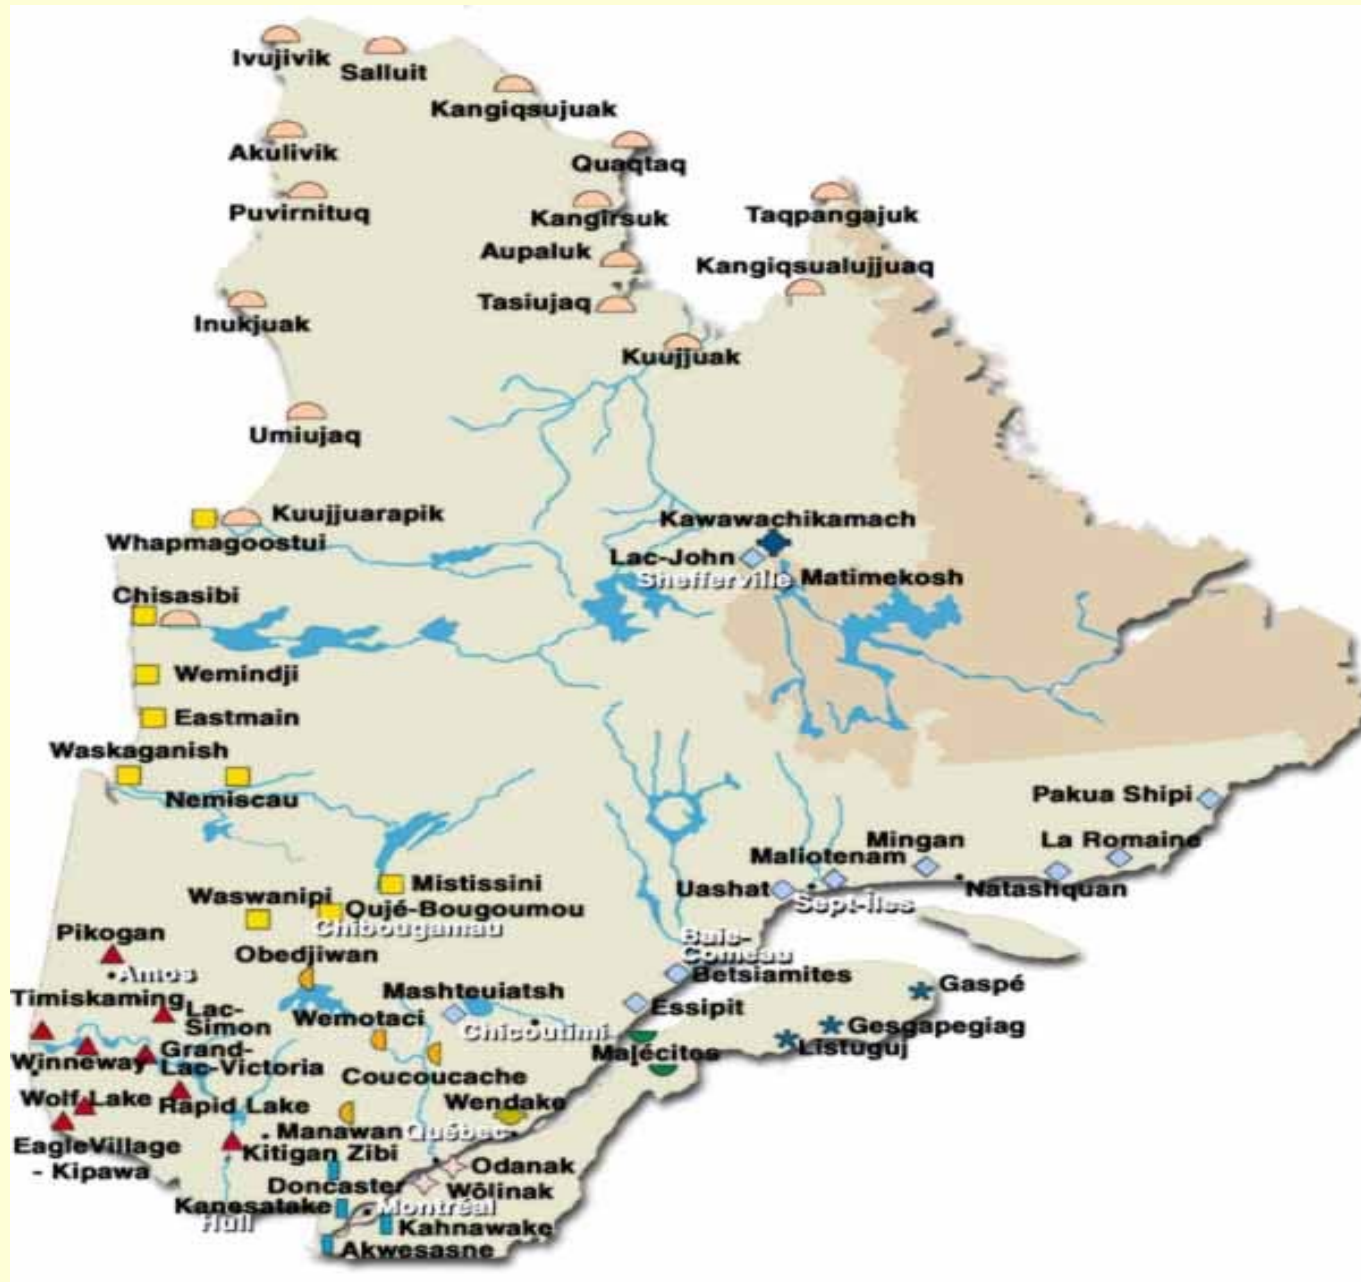 Ivujivik
Salluit
Kangiqsujuak
Akulivik
Quaqtaq
Puvirnituq
Kangirsuk
Taqpangajuk
Aupaluk
Kangiqsualujjuaq
Tasiujaq
Inukjuak
Kuujjuak
Umiujaq
Kuujjuarapik
Kawawachikamach
Whapmagoostui
Lac-John
Shefferville
Matimekosh
Chisasibi
Wemindji
Eastmain
Waskaganish
Nemiscau
Pakua Shipi
Mingan
La Romaine
Maliotenam
Mistissini
Uashat
Natashquan
Waswanipi
Sept-Îles
Oujé-Bougoumou
Chibougamau
Pikogan
Baie-
Comeau
Obedjiwan
Amos
Betsiamites
Gaspé
Mashteuiatsh
Timiskaming
Lac-
Simon
Essipit
Wemotaci
Chicoutimi
Gesgapegiag
Listuguj
Grand-
Lac-Victoria
Winneway
Malécites
Coucoucache
Wolf Lake
Rapid Lake
Wendake
Manawan
Québec
EagleVillage
- Kipawa
Kitigan Zibi
Odanak
Doncaster
Wôlinak
Kanesatake
Montréal
Hull
Kahnawake
Akwesasne